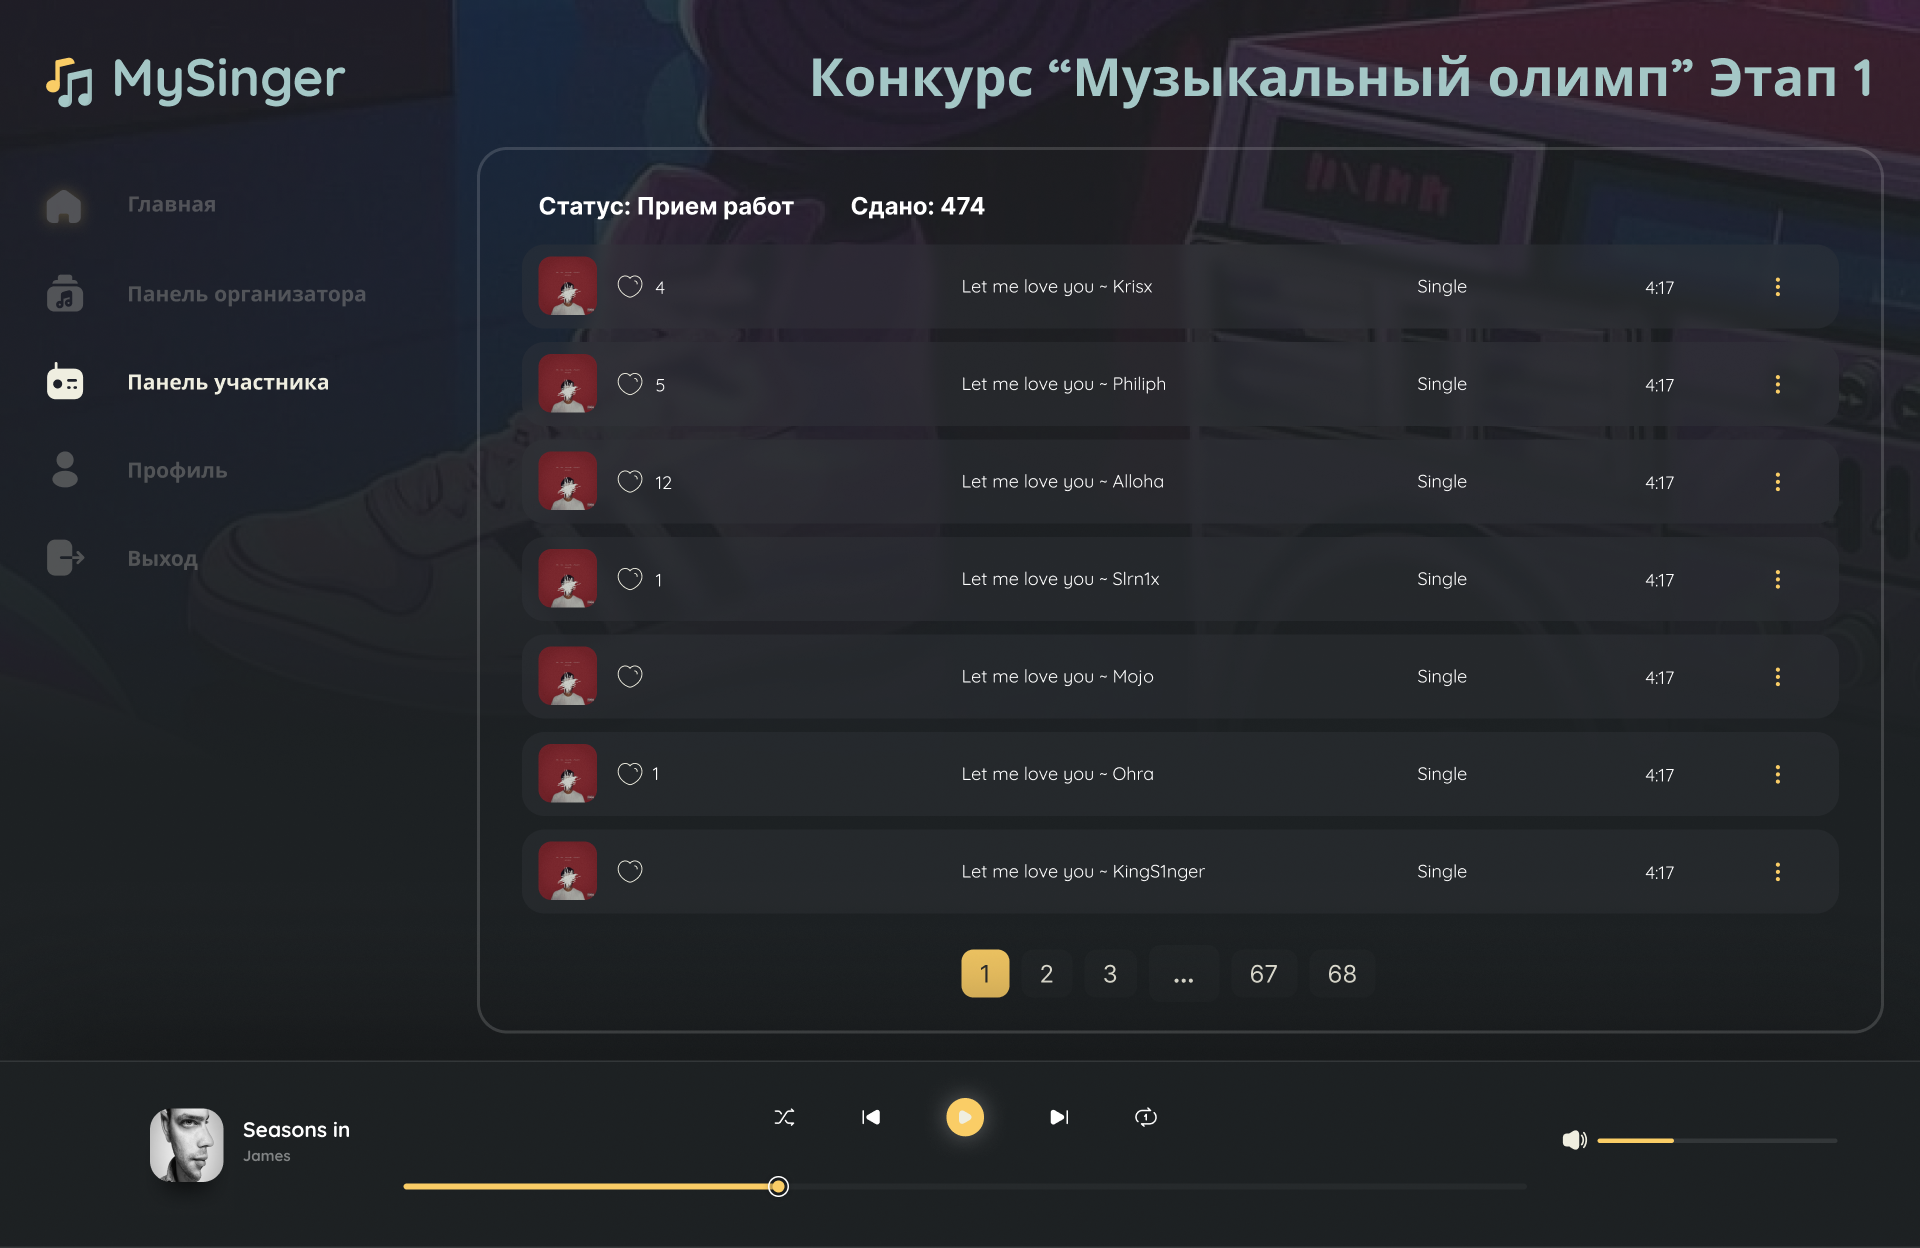 MySinger
Конкурс “Музыкальный олимп” Этап 1
Главная
Панель организатора
Панель участника
Профиль
Выход
Статус: Прием работ Сдано: 474
4 Let me love you ~ Krisx Single 4:17
5 Let me love you ~ Philiph Single 4:17
12 Let me love you ~ Alloha Single 4:17
1 Let me love you ~ Slrn1x Single 4:17
Let me love you ~ Mojo Single 4:17
1 Let me love you ~ Ohra Single 4:17
Let me love you ~ KingS1nger Single 4:17
1 2 3 ... 67 68
Seasons in
James
1